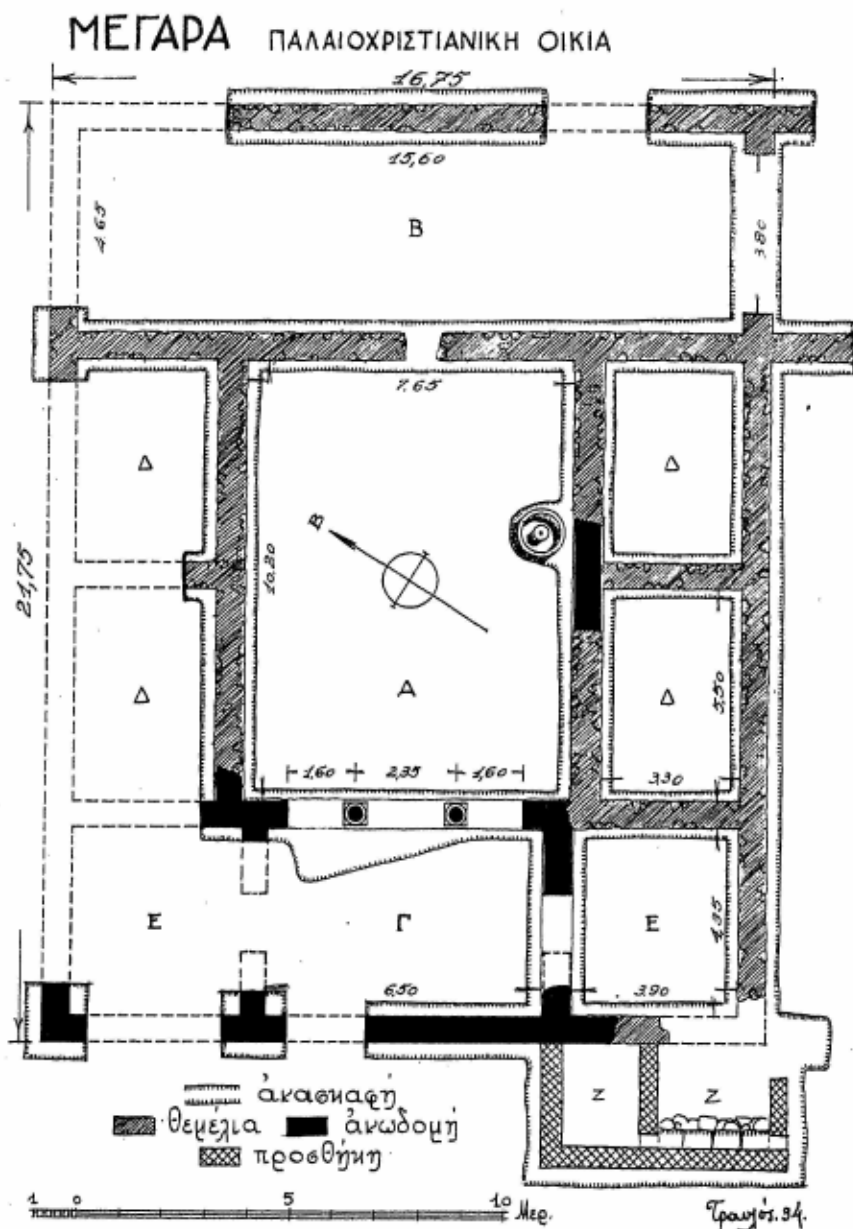 ΜΕΓΑΡΑ ΠΑΛΑΙΟΧΡΙΣΤΙΑΝΙΚΗ ΟΙΚΙΑ
16,75
15,60
4.65
Β
3.80
7.65
Δ
Δ
Β
10.20
21,75
Δ
Α
Δ
5.50
1,60 2,35 1,60
3.30
Ε
Γ
Ε
4.35
6,50
3.90
Ζ
Ζ
ἀνασκαφή
θεμέλια ἀνωδομή
προσθήκη
1 0 5 10 Μερ.
Τραυλός. 34.